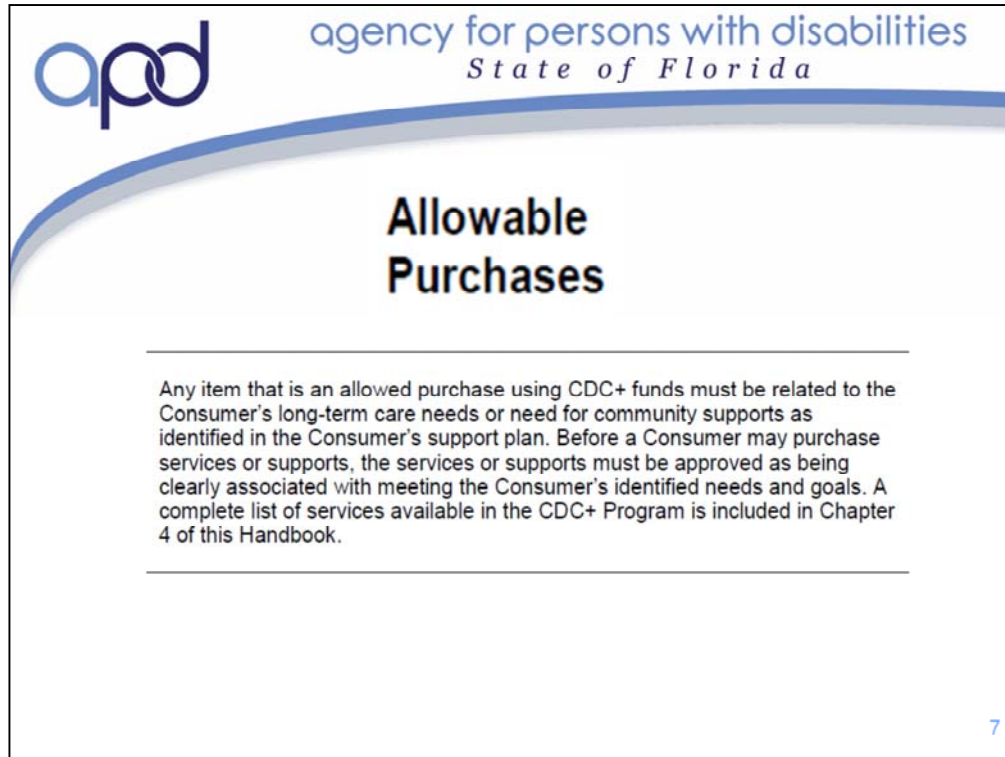 apd
agency for persons with disabilities
State of Florida
Allowable
Purchases
Any item that is an allowed purchase using CDC+ funds must be related to the
Consumer's long-term care needs or need for community supports as
identified in the Consumer's support plan. Before a Consumer may purchase
services or supports, the services or supports must be approved as being
clearly associated with meeting the Consumer's identified needs and goals. A
complete list of services available in the CDC+ Program is included in Chapter
4 of this Handbook.
7